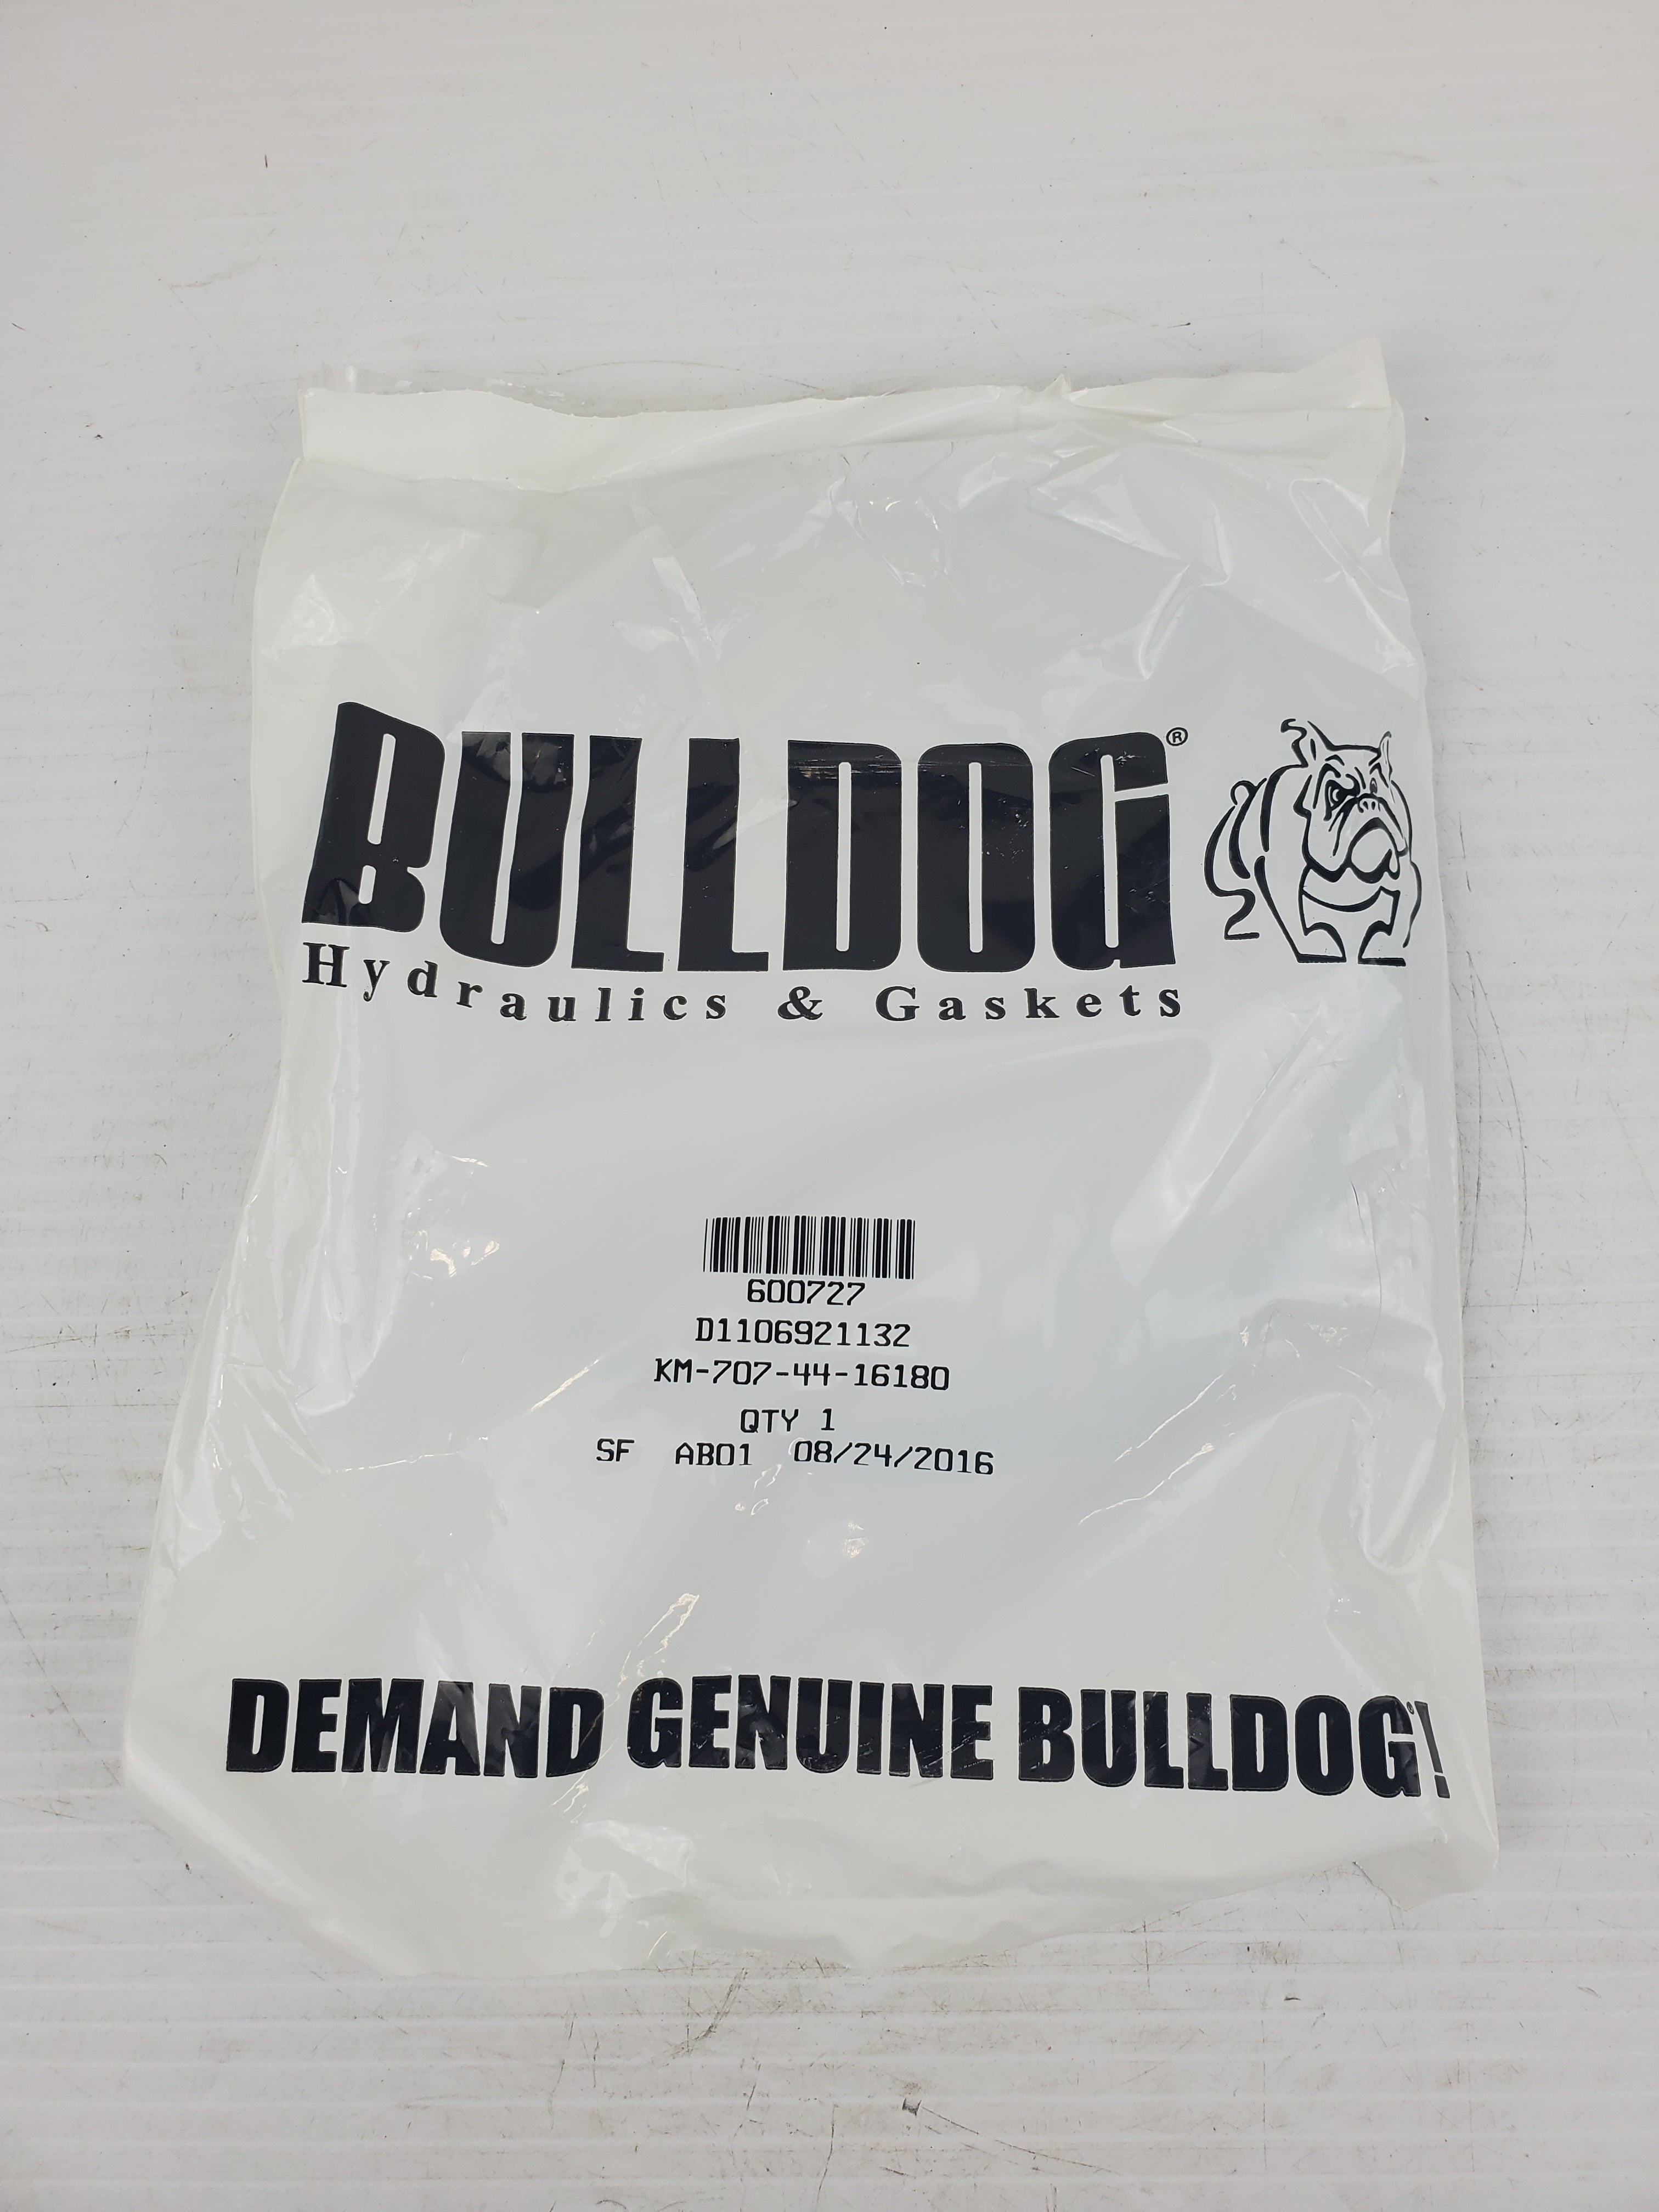 BULLDOG®
Hydraulics & Gaskets
600727
D1106921132
KM-707-44-16180
QTY 1
SF AB01 08/24/2016
DEMAND GENUINE BULLDOG®!